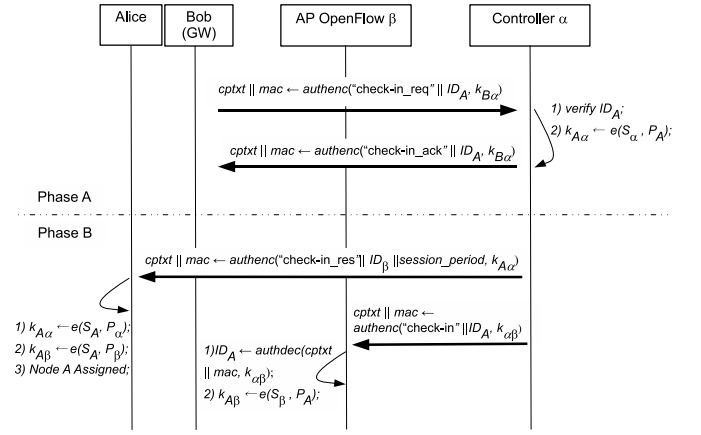 Alice
Bob
(GW)
AP OpenFlow β
Controller α
cptxt || mac ← authenc("check-in_req" || ID_A, k_Bα)
1) verify ID_A;
2) k_Aα ← e(S_α , P_A);
cptxt || mac ← authenc("check-in_ack" || ID_A, k_Bα)
Phase A
Phase B
cptxt || mac ← authenc("check-in_res"|| ID_β ||session_period, k_Aα)
1) k_Aα ← e(S_A, P_α);
2) k_Aβ ← e(S_A, P_β);
3) Node A Assigned;
cptxt || mac ←
authenc("check-in" ||ID_A, k_αβ)
1)ID_A ← authdec(cptxt
|| mac, k_αβ);
2) k_Aβ ← e(S_β , P_A);